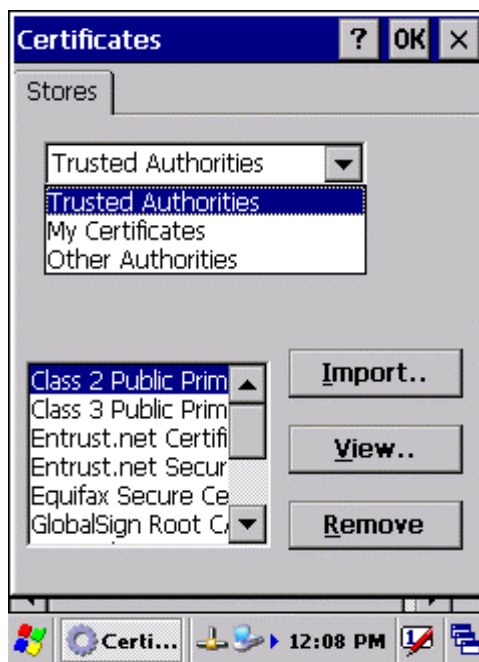 Certificates ? OK ×
Stores
Trusted Authorities
Trusted Authorities
My Certificates
Other Authorities
Class 2 Public Prim
Class 3 Public Prim
Entrust.net Certifi
Entrust.net Secur
Equifax Secure Ce
GlobalSign Root C
Import..
View..
Remove
Certi... 12:08 PM